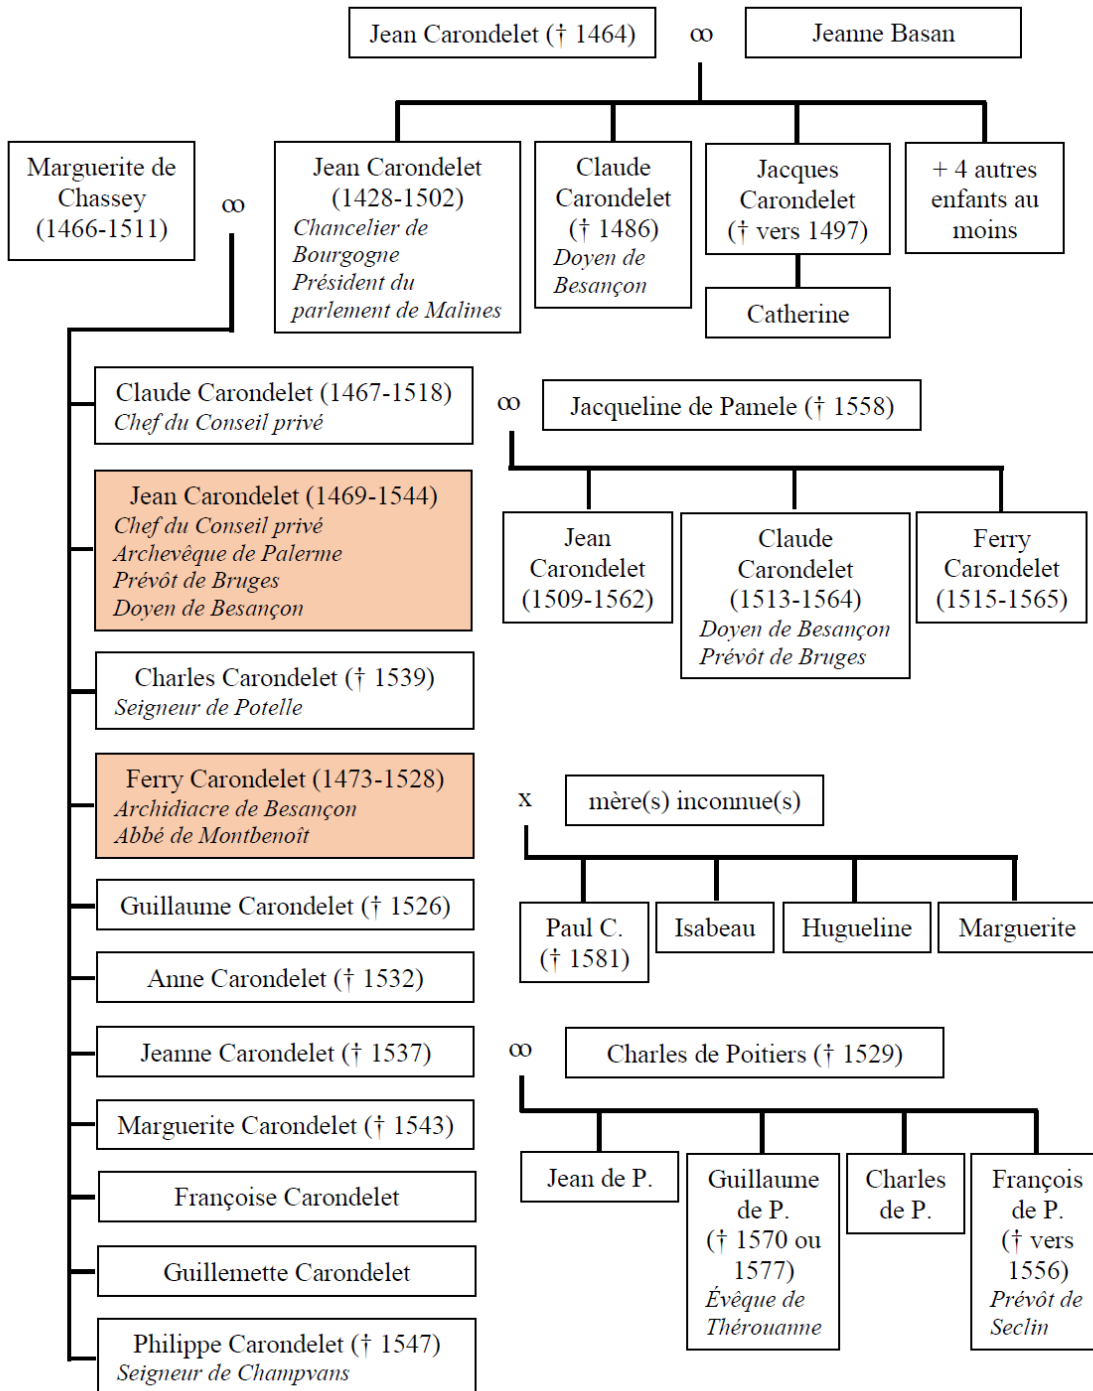 Jean Carondelet († 1464)
∞
Jeanne Basan
Marguerite de
Chassey
(1466-1511)
∞
Jean Carondelet
(1428-1502)
Chancelier de
Bourgogne
Président du
parlement de Malines
Claude
Carondelet
(† 1486)
Doyen de
Besançon
Jacques
Carondelet
(† vers 1497)
+ 4 autres
enfants au
moins
Catherine
Claude Carondelet (1467-1518)
Chef du Conseil privé
∞
Jacqueline de Pamele († 1558)
Jean Carondelet (1469-1544)
Chef du Conseil privé
Archevêque de Palerme
Prévôt de Bruges
Doyen de Besançon
Jean
Carondelet
(1509-1562)
Claude
Carondelet
(1513-1564)
Doyen de Besançon
Prévôt de Bruges
Ferry
Carondelet
(1515-1565)
Charles Carondelet († 1539)
Seigneur de Potelle
Ferry Carondelet (1473-1528)
Archidiacre de Besançon
Abbé de Montbenoît
x
mère(s) inconnue(s)
Guillaume Carondelet († 1526)
Paul C.
(† 1581)
Isabeau
Hugueline
Marguerite
Anne Carondelet († 1532)
Jeanne Carondelet († 1537)
∞
Charles de Poitiers († 1529)
Marguerite Carondelet († 1543)
Jean de P.
Guillaume
de P.
(† 1570 ou
1577)
Évêque de
Thérouanne
Charles
de P.
François
de P.
(† vers
1556)
Prévôt de
Seclin
Françoise Carondelet
Guillemette Carondelet
Philippe Carondelet († 1547)
Seigneur de Champvans